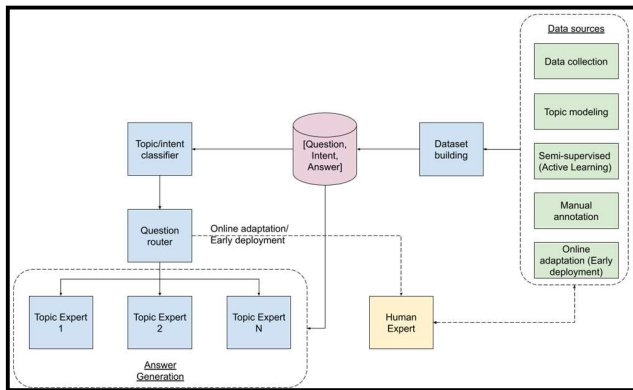 Data sources
Data collection
Topic modeling
Semi-supervised
(Active Learning)
Manual
annotation
Online
adaptation (Early
deployment)
Dataset
building
[Question,
Intent,
Answer]
Topic/intent
classifier
Question
router
Online adaptation/
Early deployment
Topic Expert
1
Topic Expert
2
Topic Expert
N
Human
Expert
Answer
Generation